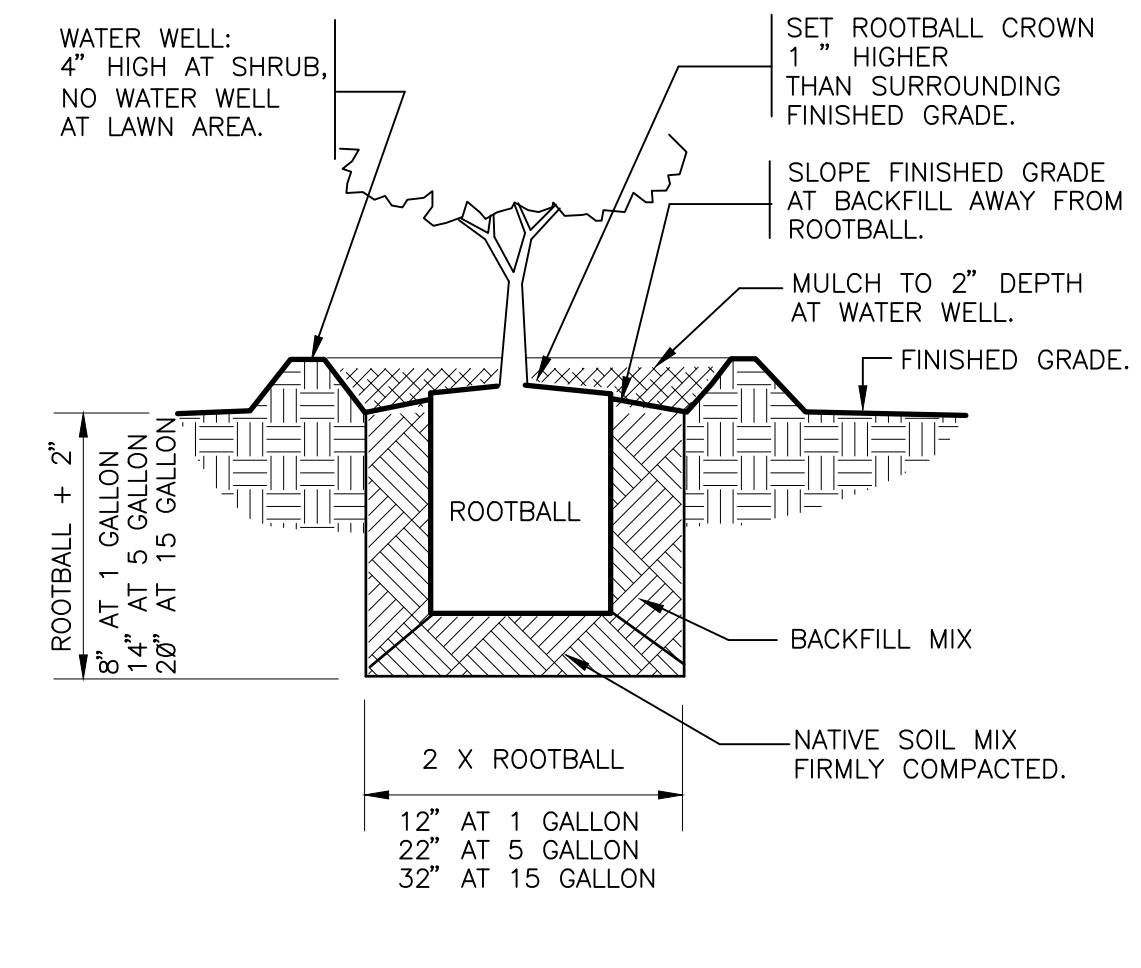 WATER WELL:
4" HIGH AT SHRUB,
NO WATER WELL
AT LAWN AREA.
SET ROOTBALL CROWN
1 " HIGHER
THAN SURROUNDING
FINISHED GRADE.
SLOPE FINISHED GRADE
AT BACKFILL AWAY FROM
ROOTBALL.
MULCH TO 2" DEPTH
AT WATER WELL.
FINISHED GRADE.
ROOTBALL + 2"
8" AT 1 GALLON
14" AT 5 GALLON
20" AT 15 GALLON
ROOTBALL
BACKFILL MIX
NATIVE SOIL MIX
FIRMLY COMPACTED.
2 X ROOTBALL
12" AT 1 GALLON
22" AT 5 GALLON
32" AT 15 GALLON